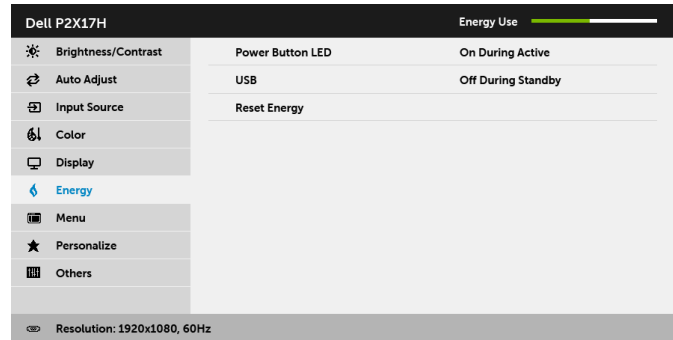 Dell P2X17H Energy Use
Brightness/Contrast Power Button LED On During Active
Auto Adjust USB Off During Standby
Input Source Reset Energy
Color
Display
Energy
Menu
Personalize
Others
Resolution: 1920x1080, 60Hz